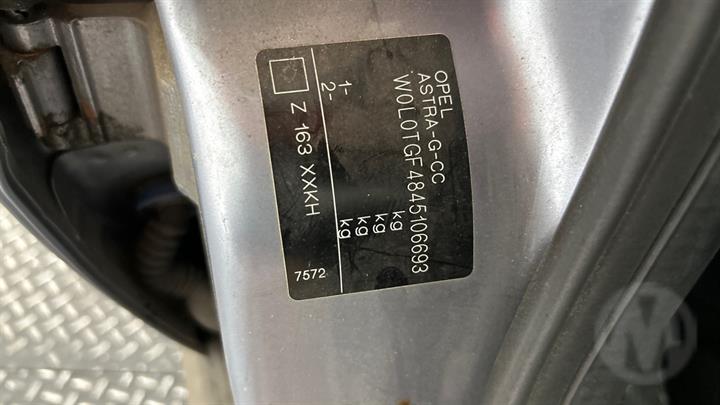 OPEL
ASTRA-G-CC
W0L0TGF4845106693
kg
kg
1- kg
2- kg
Z 163 XXKH
7572
M